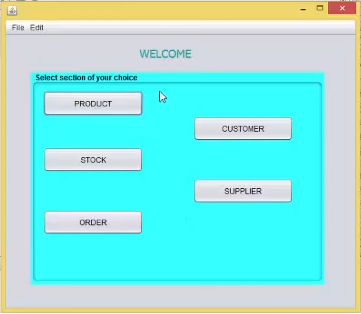 File Edit
WELCOME
Select section of your choice
PRODUCT
CUSTOMER
STOCK
SUPPLIER
ORDER